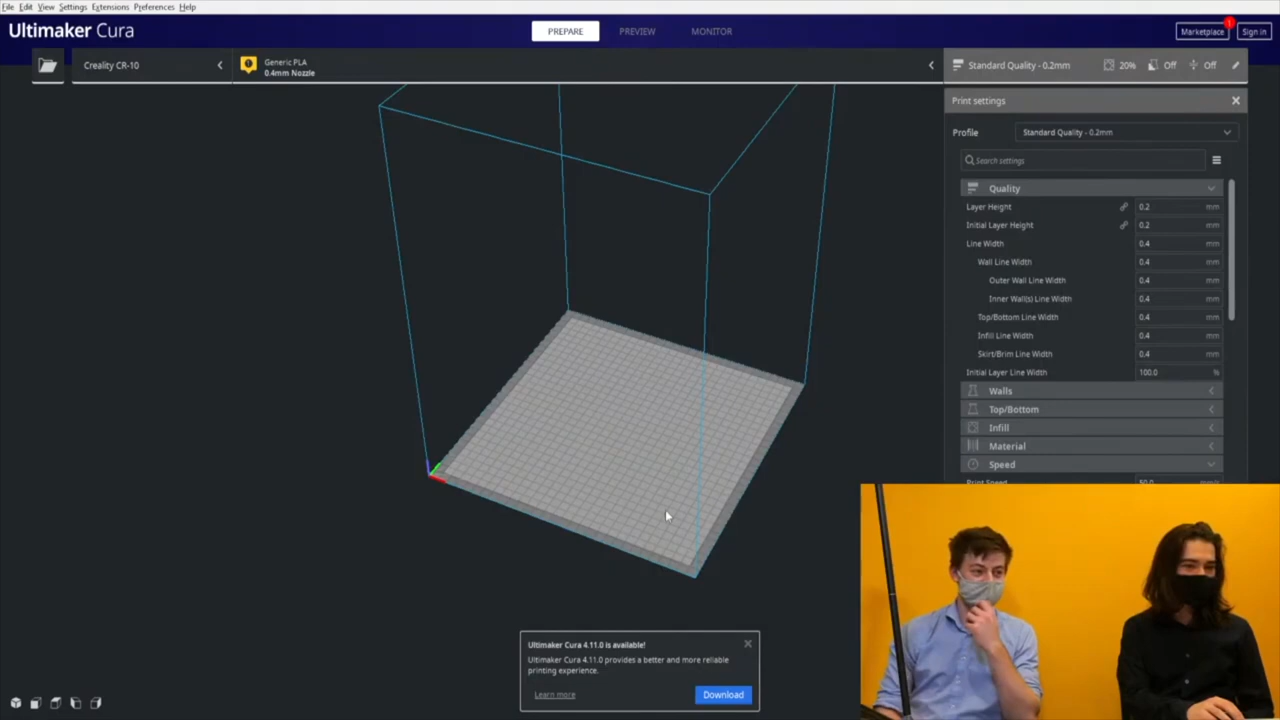 File Edit View Settings Extensions Preferences Help
Ultimaker Cura
PREPARE
PREVIEW
MONITOR
Marketplace
1
Sign in
Creality CR-10
Generic PLA
0.4mm Nozzle
Standard Quality - 0.2mm
20%
Off
Off
Print settings
Profile
Standard Quality - 0.2mm
Search settings
Quality
Layer Height 0.2 mm
Initial Layer Height 0.2 mm
Line Width 0.4 mm
Wall Line Width 0.4 mm
Outer Wall Line Width 0.4 mm
Inner Wall(s) Line Width 0.4 mm
Top/Bottom Line Width 0.4 mm
Infill Line Width 0.4 mm
Skirt/Brim Line Width 0.4 mm
Initial Layer Line Width 100.0 %
Walls
Top/Bottom
Infill
Material
Speed
Print Speed 50.0 mm/s
Ultimaker Cura 4.11.0 is available!
Ultimaker Cura 4.11.0 provides a better and more reliable
printing experience.
Learn more
Download